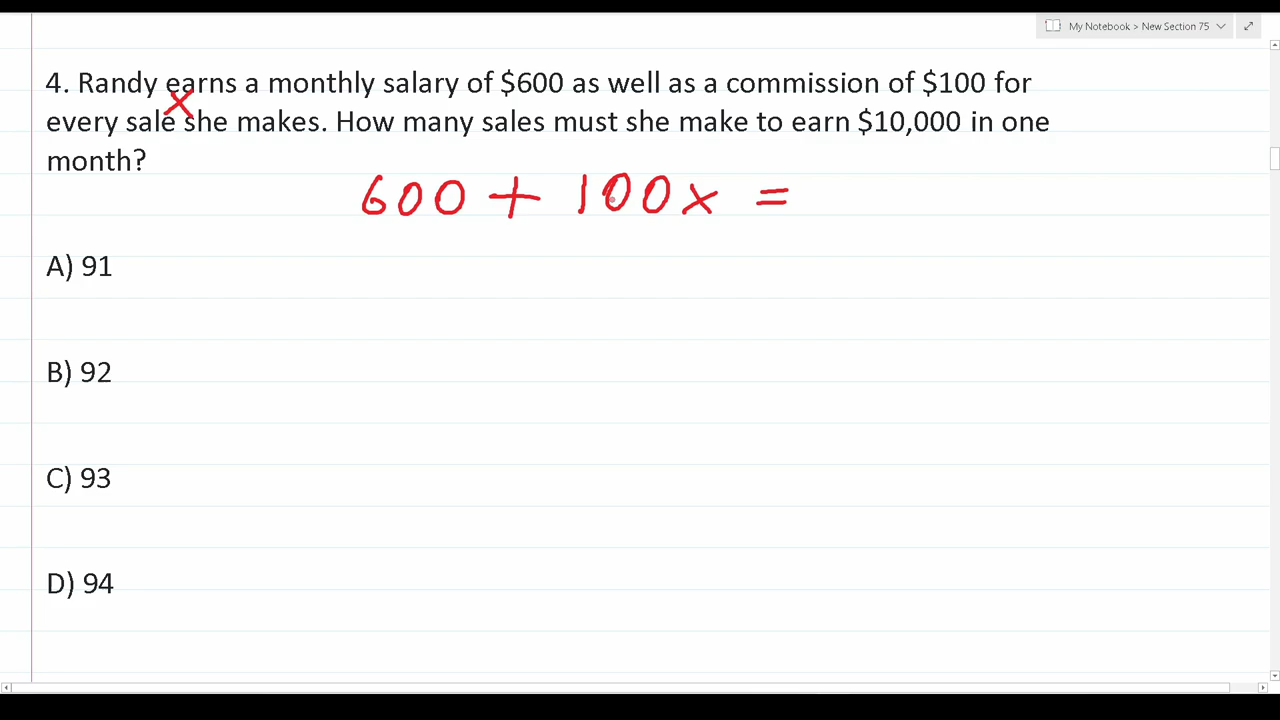 My Notebook > New Section 75
4. Randy earns a monthly salary of $600 as well as a commission of $100 for
x
every sale she makes. How many sales must she make to earn $10,000 in one
month?
600 + 100x =
A) 91
B) 92
C) 93
D) 94